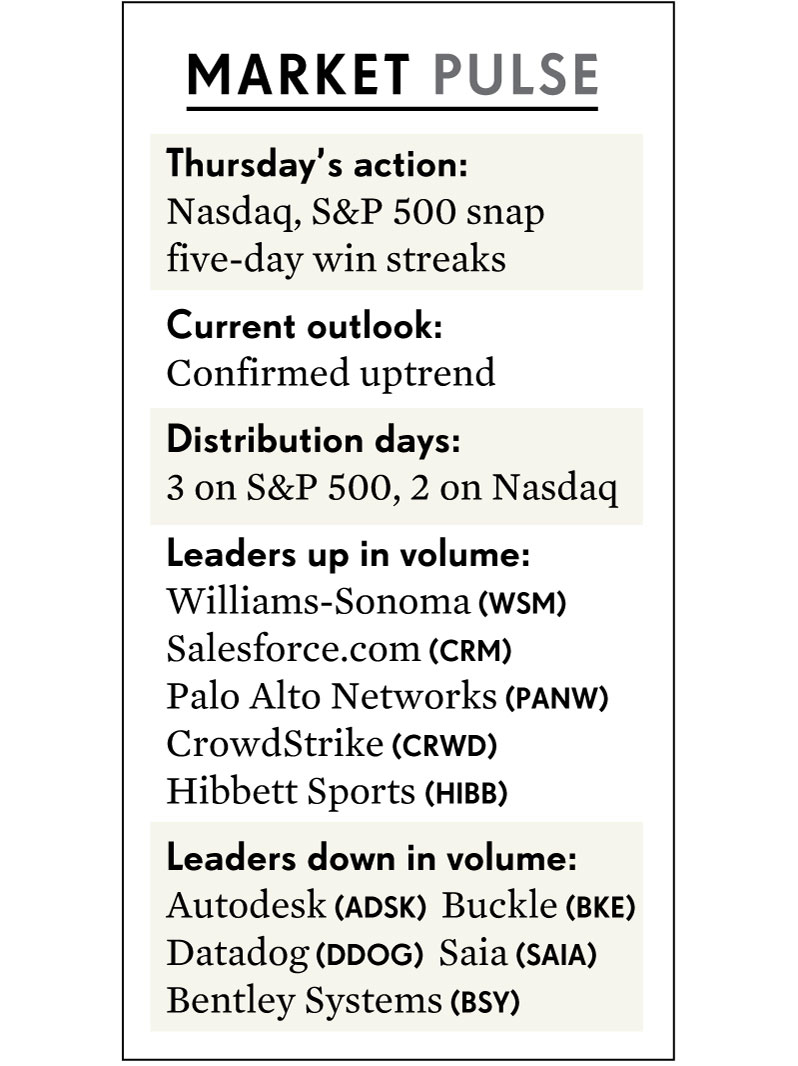 MARKET PULSE
Thursday’s action:
Nasdaq, S&P 500 snap
five-day win streaks
Current outlook:
Confirmed uptrend
Distribution days:
3 on S&P 500, 2 on Nasdaq
Leaders up in volume:
Williams-Sonoma (WSM)
Salesforce.com (CRM)
Palo Alto Networks (PANW)
CrowdStrike (CRWD)
Hibbett Sports (HIBB)
Leaders down in volume:
Autodesk (ADSK) Buckle (BKE)
Datadog (DDOG) Saia (SAIA)
Bentley Systems (BSY)